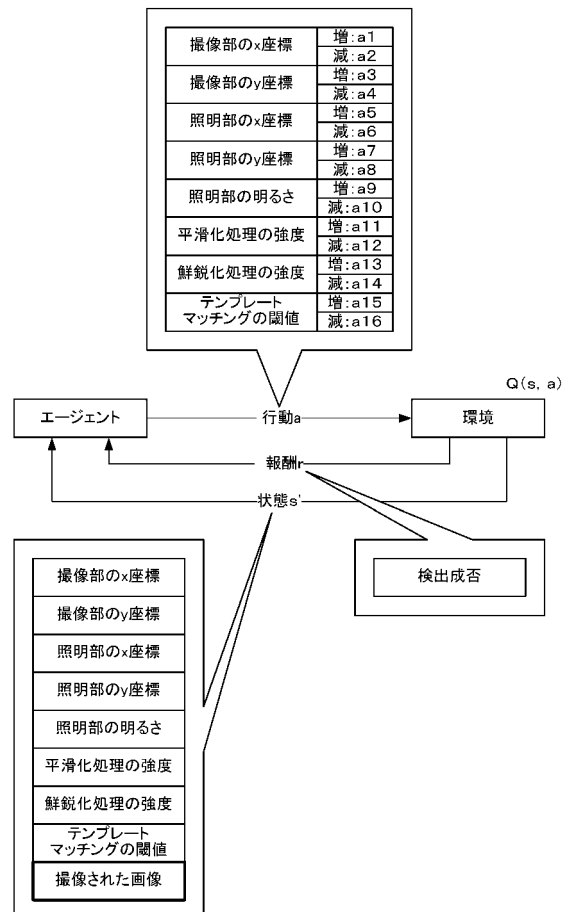 撮像部のx座標
増:a1
減:a2
撮像部のy座標
増:a3
減:a4
照明部のx座標
増:a5
減:a6
照明部のy座標
増:a7
減:a8
照明部の明るさ
増:a9
減:a10
平滑化処理の強度
増:a11
減:a12
鮮鋭化処理の強度
増:a13
減:a14
テンプレート
マッチングの閾値
増:a15
減:a16
Q(s, a)
エージェント
行動a
環境
報酬r
状態s'
検出成否
撮像部のx座標
撮像部のy座標
照明部のx座標
照明部のy座標
照明部の明るさ
平滑化処理の強度
鮮鋭化処理の強度
テンプレート
マッチングの閾値
撮像された画像